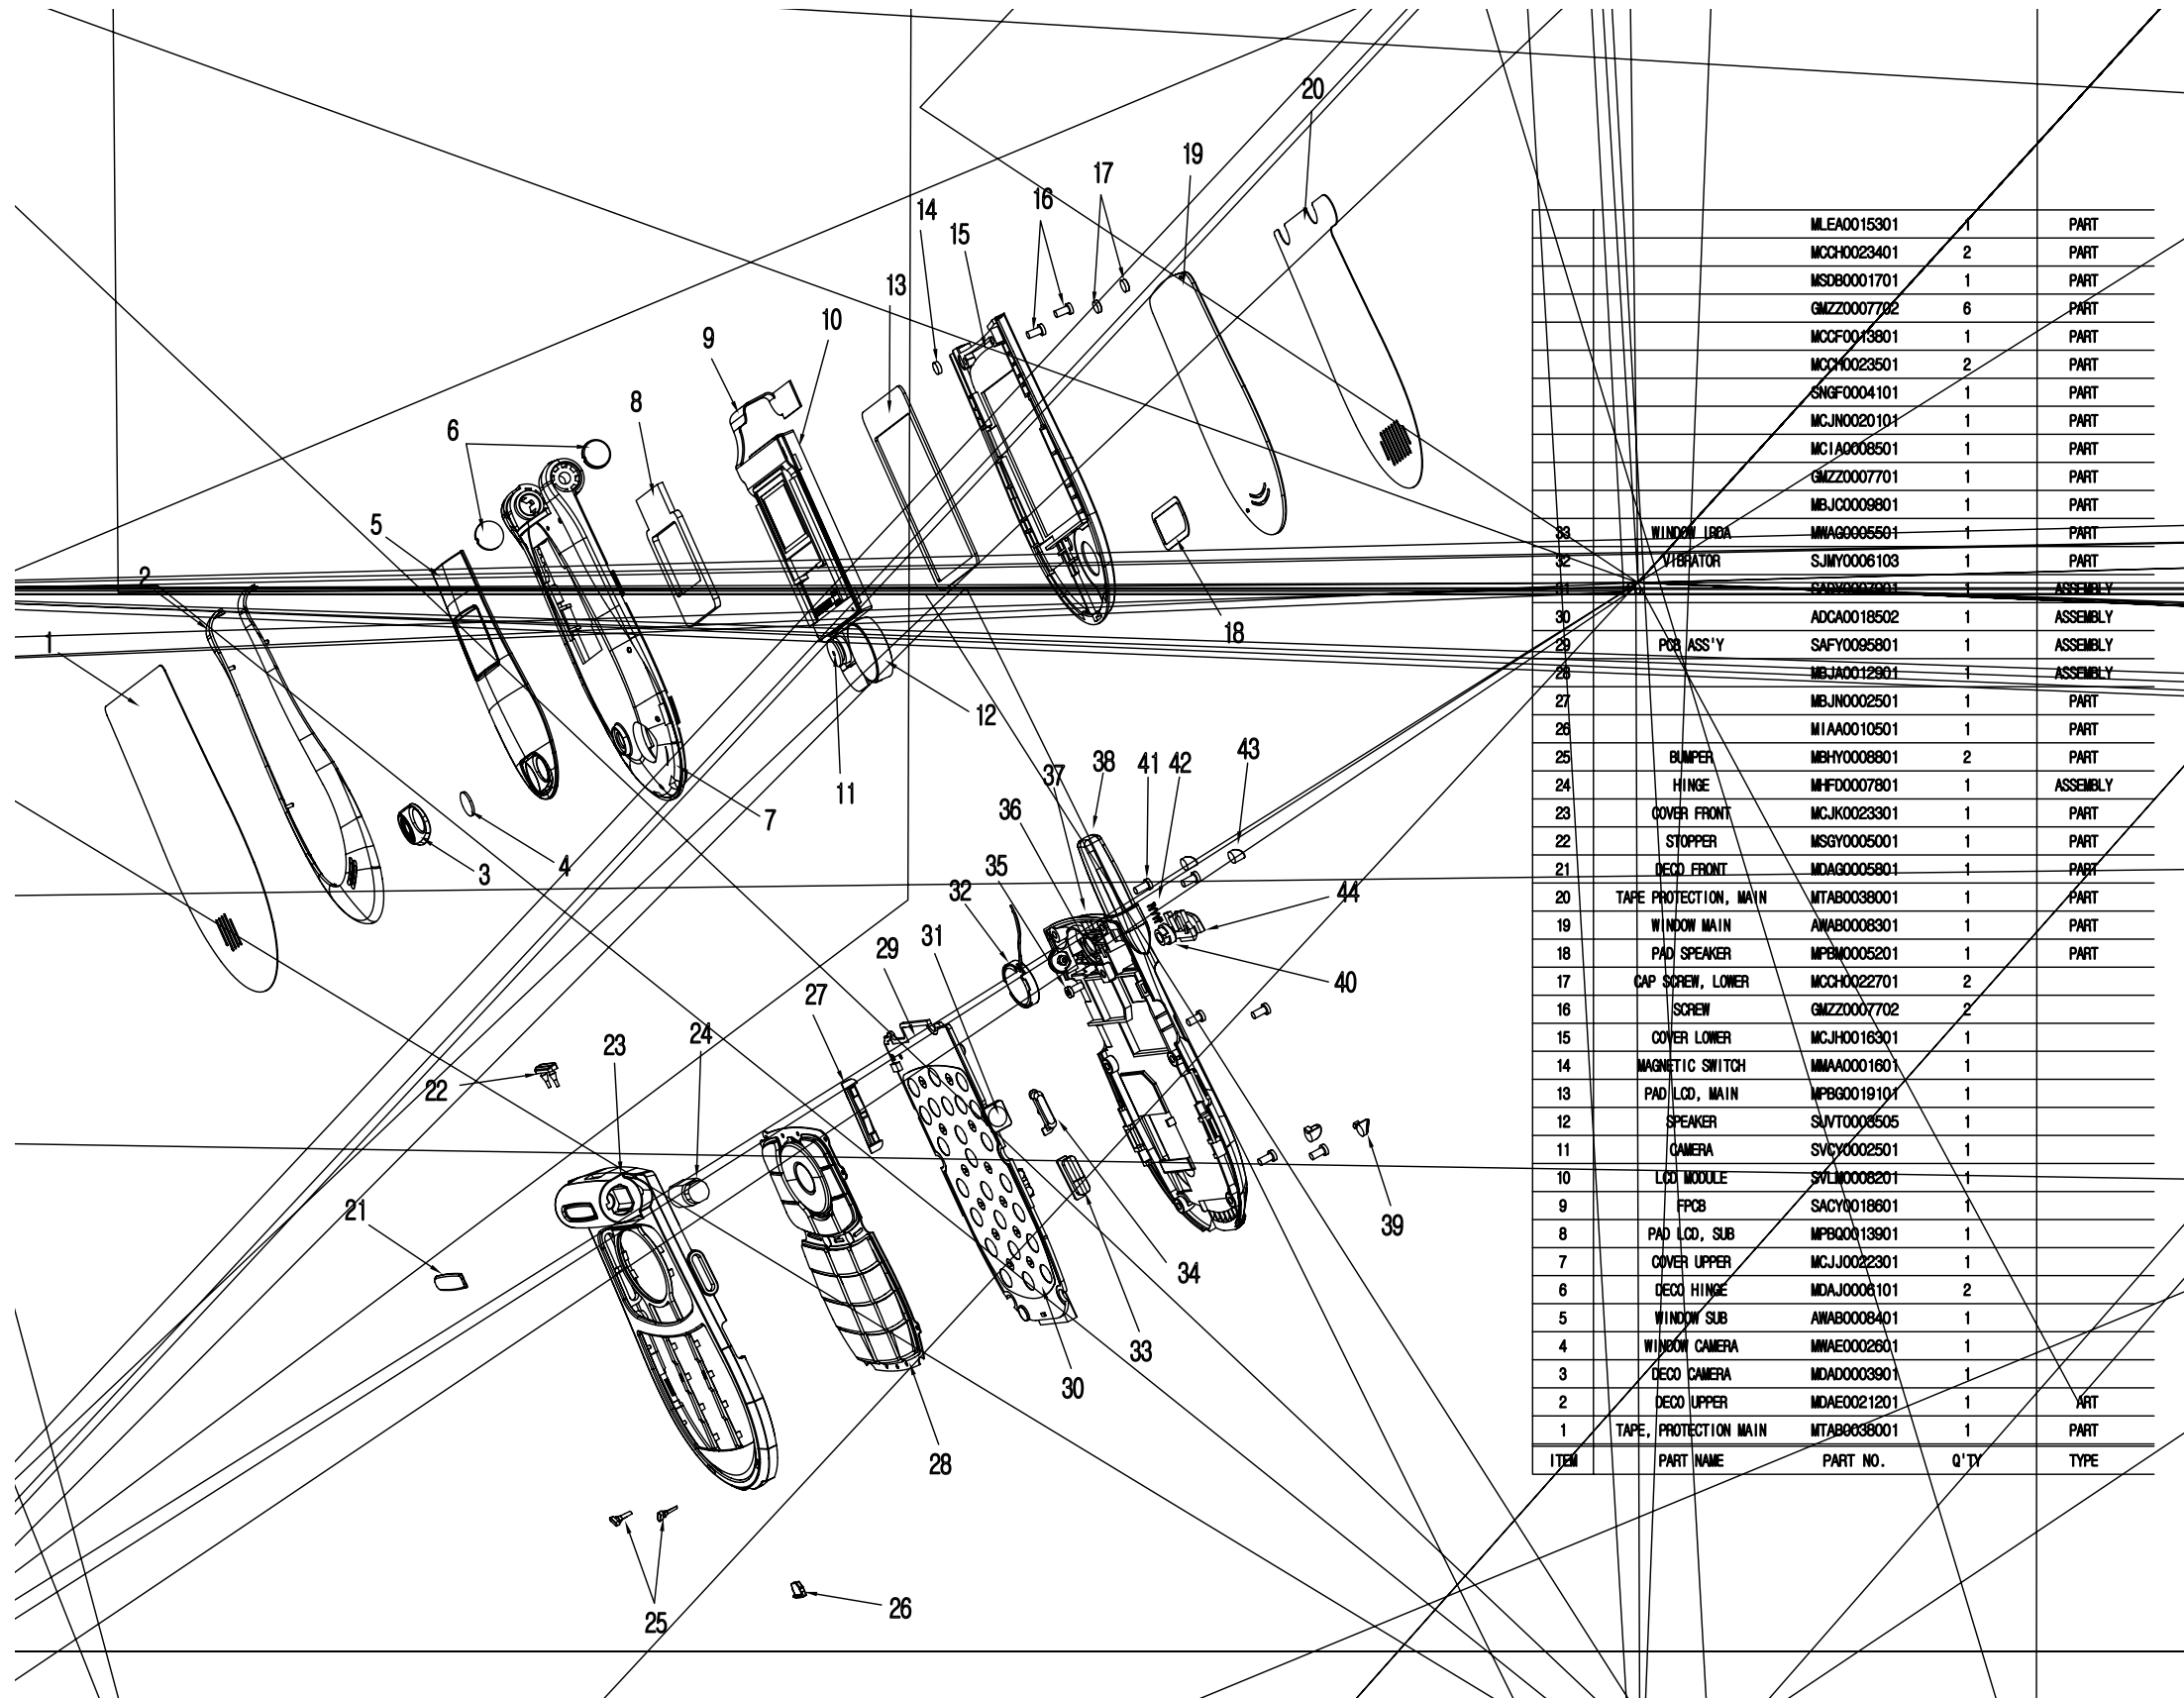 20
19
17
16
14
15
13
10
9
8
6
5
2
1
18
12
11
7
4
3
43
38
41
42
37
36
35
32
44
31
29
40
27
24
23
22
39
21
34
33
30
28
26
25
MLEA0015301 1 PART
MCCH0023401 2 PART
MSDB0001701 1 PART
GMZZ0007702 6 PART
MCCF0013801 1 PART
MCCH0023501 2 PART
SNGF0004101 1 PART
MCJN0020101 1 PART
MCIA0008501 1 PART
GMZZ0007701 1 PART
MBJC0009801 1 PART
33 WINDOW IRDA MWAG0005501 1 PART
32 VIBRATOR SJMY0006103 1 PART
1 ASSEMBLY
30 ADCA0018502 1 ASSEMBLY
29 PCB ASS'Y SAFY0095801 1 ASSEMBLY
28 MBJA0012901 1 ASSEMBLY
27 MBJN0002501 1 PART
26 MIAA0010501 1 PART
25 BUMPER MBHY0008801 2 PART
24 HINGE MHFD0007801 1 ASSEMBLY
23 COVER FRONT MCJK0023301 1 PART
22 STOPPER MSGY0005001 1 PART
21 DECO FRONT MDAG0005801 1 PART
20 TAPE PROTECTION, MAIN MTAB0038001 1 PART
19 WINDOW MAIN AWAB0008301 1 PART
18 PAD SPEAKER MPBM0005201 1 PART
17 CAP SCREW, LOWER MCCH0022701 2
16 SCREW GMZZ0007702 2
15 COVER LOWER MCJH0016301 1
14 MAGNETIC SWITCH MMAA0001601 1
13 PAD LCD, MAIN MPBG0019101 1
12 SPEAKER SUVT0003505 1
11 CAMERA SVCY0002501 1
10 LCD MODULE SVLM0008201 1
9 FPCB SACY0018601 1
8 PAD LCD, SUB MPBQ0013901 1
7 COVER UPPER MCJJ0022301 1
6 DECO HINGE MDAJ0006101 2
5 WINDOW SUB AWAB0008401 1
4 WINDOW CAMERA MWAE0002601 1
3 DECO CAMERA MDAD0003901 1
2 DECO UPPER MDAE0021201 1 ART
1 TAPE, PROTECTION MAIN MTAB0038001 1 PART
ITEM PART NAME PART NO. Q'TY TYPE